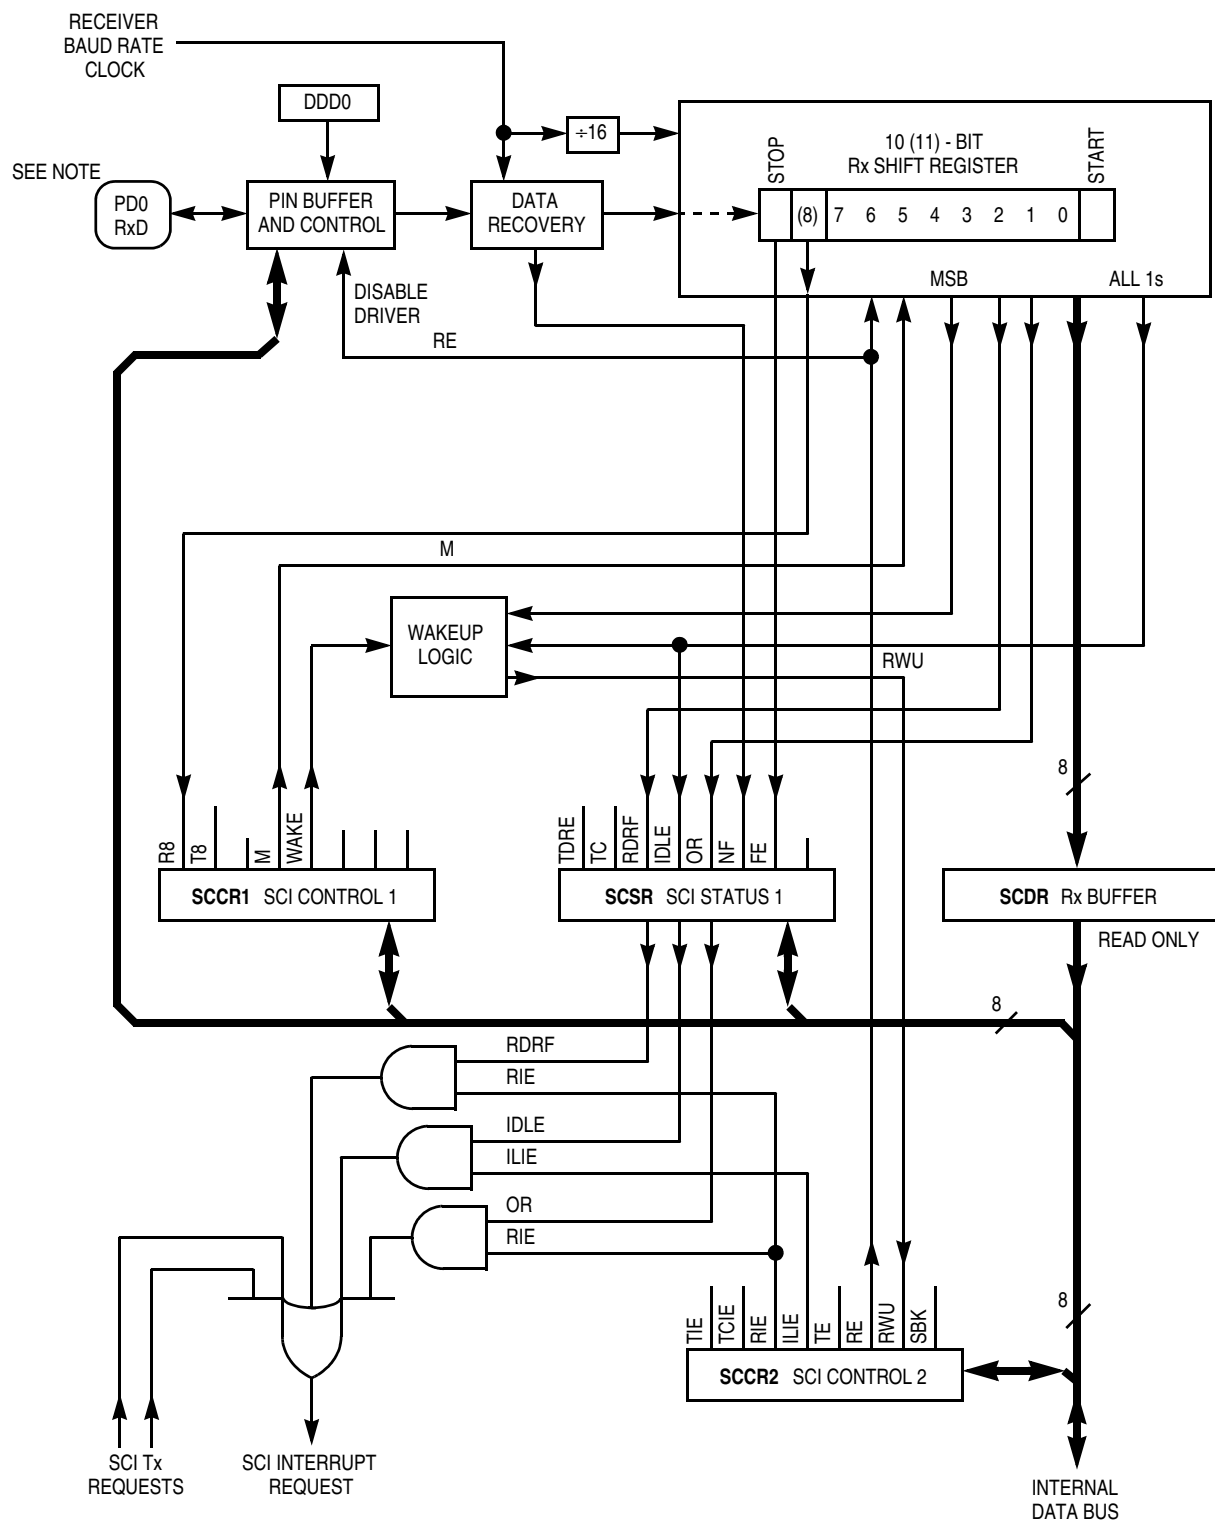 RECEIVER
BAUD RATE
CLOCK
DDD0
÷16
10 (11) - BIT
Rx SHIFT REGISTER
STOP
START
SEE NOTE
PD0
RxD
PIN BUFFER
AND CONTROL
DATA
RECOVERY
(8) 7 6 5 4 3 2 1 0
MSB
ALL 1s
DISABLE
DRIVER
RE
M
WAKEUP
LOGIC
RWU
8
R8
T8
M
WAKE
TDRE
TC
RDRF
IDLE
OR
NF
FE
SCCR1 SCI CONTROL 1
SCSR SCI STATUS 1
SCDR Rx BUFFER
READ ONLY
8
RDRF
RIE
IDLE
ILIE
OR
RIE
8
TIE
TCIE
RIE
ILIE
TE
RE
RWU
SBK
SCCR2 SCI CONTROL 2
SCI Tx
REQUESTS
SCI INTERRUPT
REQUEST
INTERNAL
DATA BUS